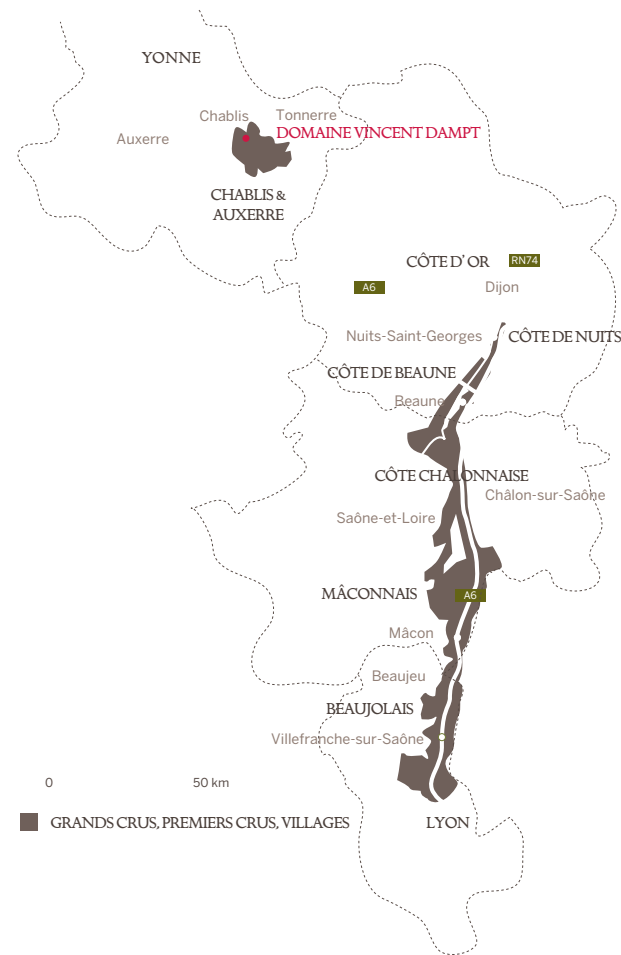 YONNE
Chablis
Tonnerre
DOMAINE VINCENT DAMPT
Auxerre
CHABLIS &
AUXERRE
CÔTE D' OR
RN74
A6
Dijon
Nuits-Saint-Georges
CÔTE DE NUITS
CÔTE DE BEAUNE
Beaune
CÔTE CHALONNAISE
Châlon-sur-Saône
Saône-et-Loire
MÂCONNAIS
A6
Mâcon
Beaujeu
BEAUJOLAIS
Villefranche-sur-Saône
0
50 km
GRANDS CRUS, PREMIERS CRUS, VILLAGES
LYON